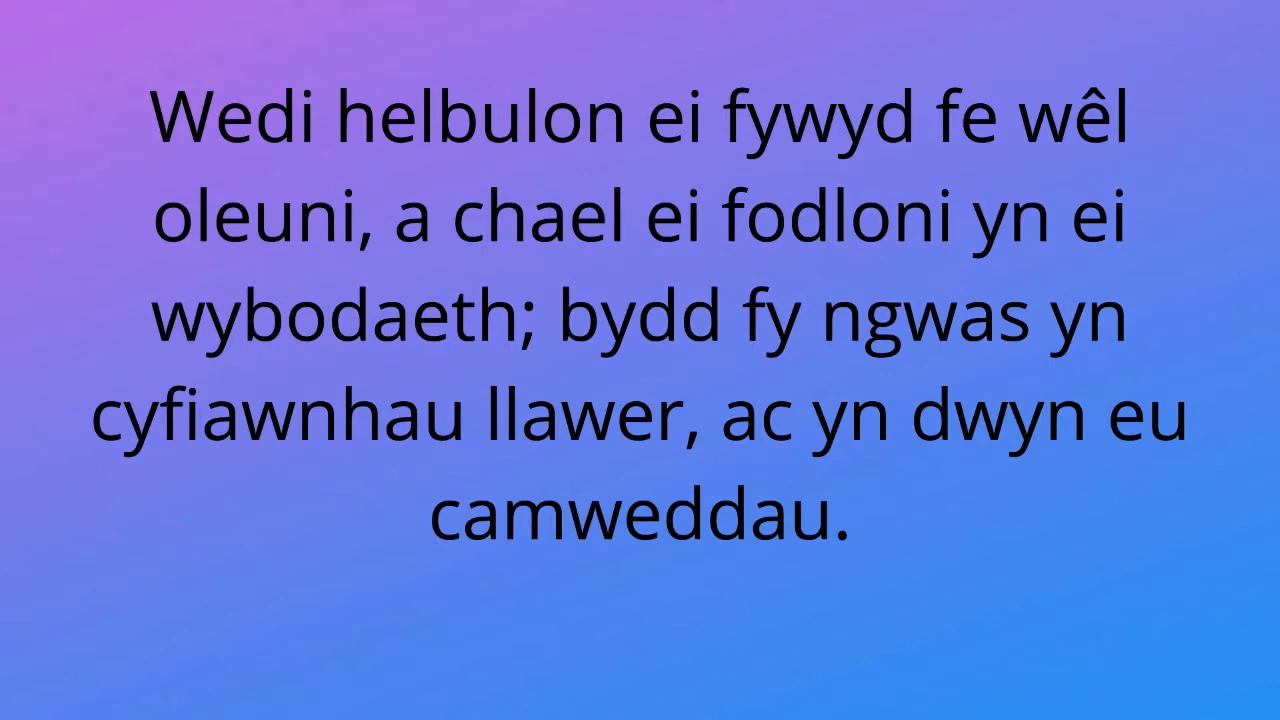 Wedi helbulon ei fywyd fe wêl
oleuni, a chael ei fodloni yn ei
wybodaeth; bydd fy ngwas yn
cyfiawnhau llawer, ac yn dwyn eu
camweddau.